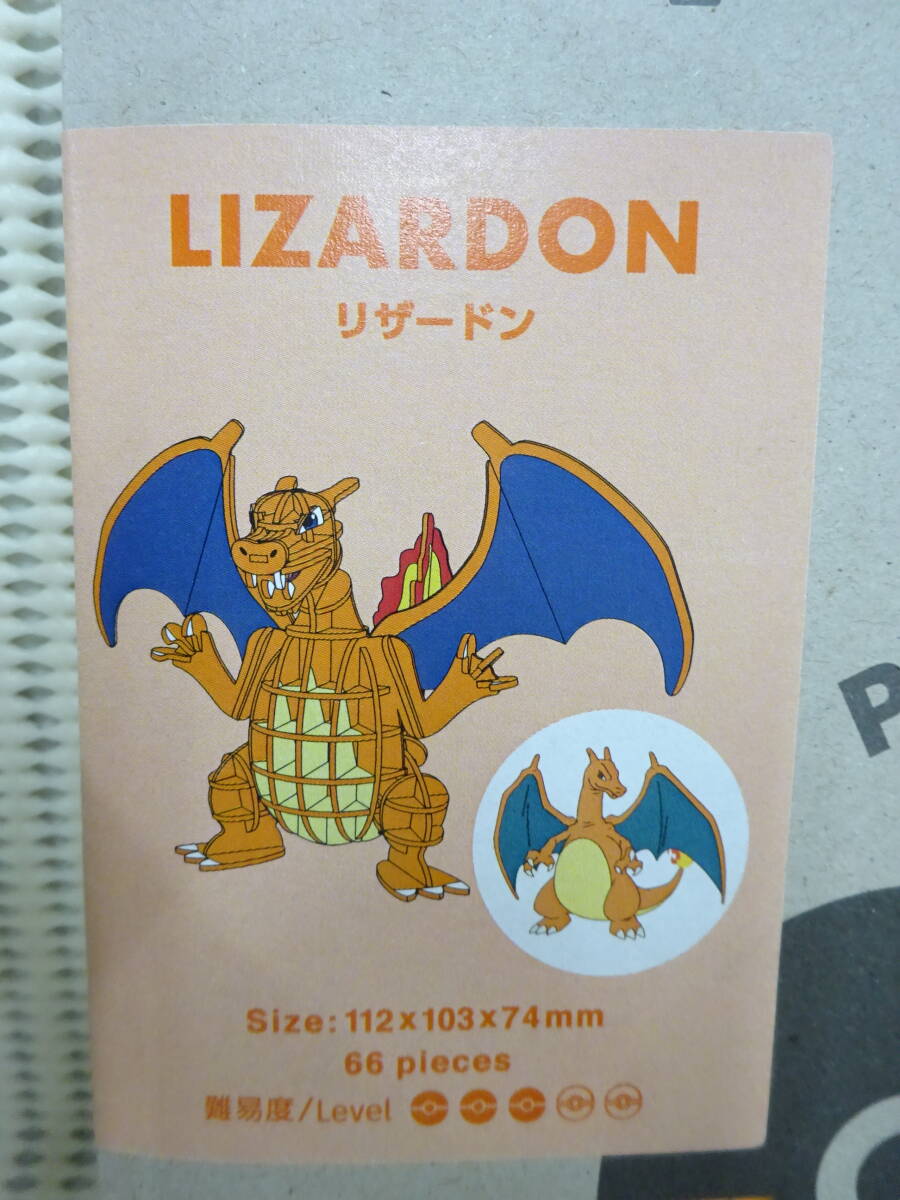 LIZARDON
リザードン
P
Size:112x103x74mm
66 pieces
難易度/Level